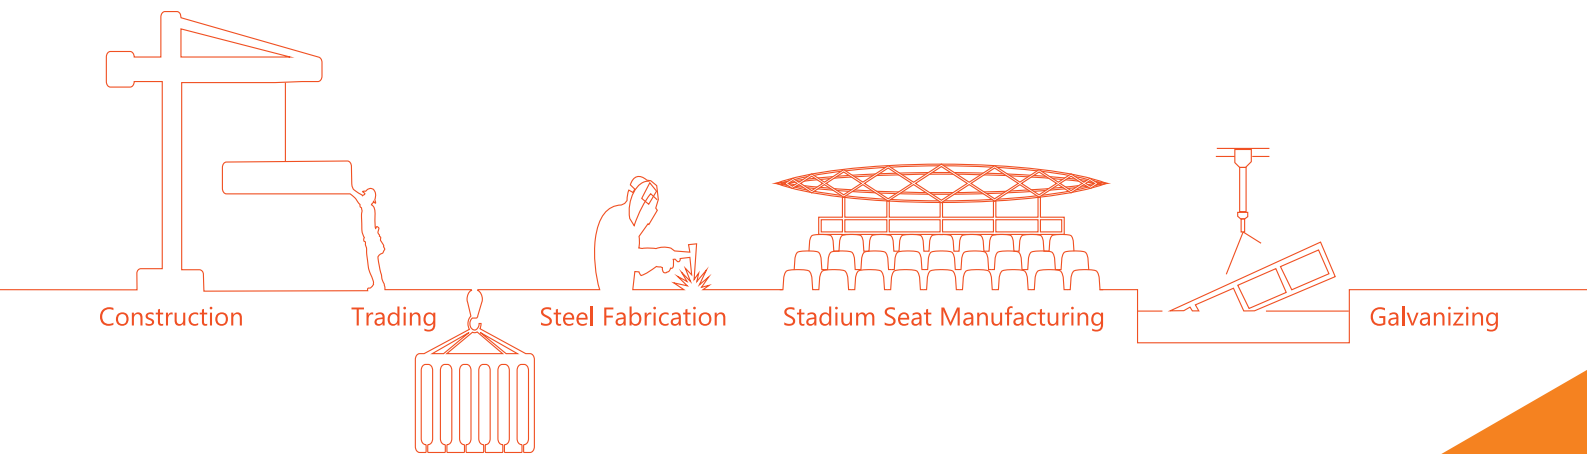 Construction
Trading
Steel Fabrication
Stadium Seat Manufacturing
Galvanizing